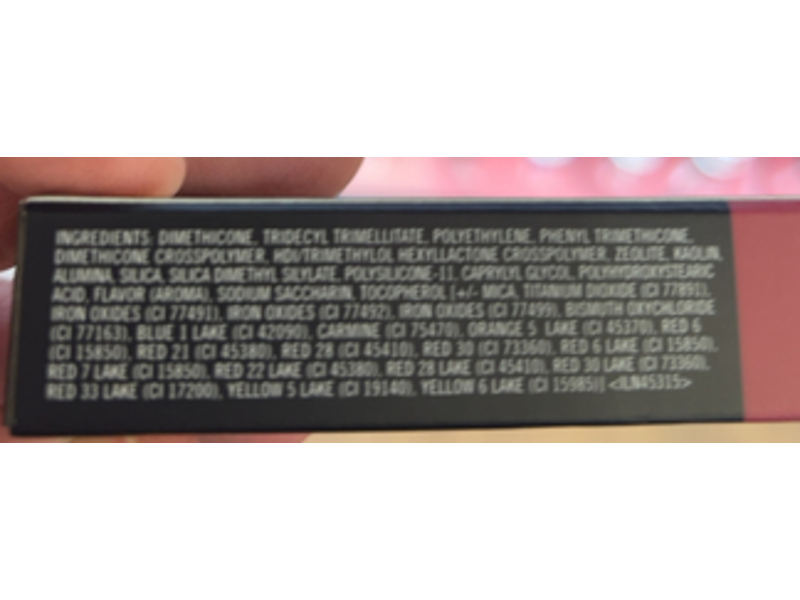 INGREDIENTS: DIMETHICONE, TRIDECYL TRIMELLITATE, POLYETHYLENE, PHENYL TRIMETHICONE,
DIMETHICONE CROSSPOLYMER, HDI/TRIMETHYLOL HEXYLLACTONE CROSSPOLYMER, ZEOLITE, KAOLIN,
ALUMINA, SILICA, SILICA DIMETHYL SILYLATE, POLYSILICONE-11, CAPRYLYL GLYCOL, POLYHYDROXYSTEARIC
ACID, FLAVOR (AROMA), SODIUM SACCHARIN, TOCOPHEROL [+/- MICA, TITANIUM DIOXIDE (CI 77891),
IRON OXIDES (CI 77491), IRON OXIDES (CI 77492), IRON OXIDES (CI 77499), BISMUTH OXYCHLORIDE
(CI 77163), BLUE 1 LAKE (CI 42090), CARMINE (CI 75470), ORANGE 5 LAKE (CI 45370), RED 6
(CI 15850), RED 21 (CI 45380), RED 28 (CI 45410), RED 30 (CI 73360), RED 6 LAKE (CI 15850),
RED 7 LAKE (CI 15850), RED 22 LAKE (CI 45380), RED 28 LAKE (CI 45410), RED 30 LAKE (CI 73360),
RED 33 LAKE (CI 17200), YELLOW 5 LAKE (CI 19140), YELLOW 6 LAKE (CI 15985)] <ILN45315>